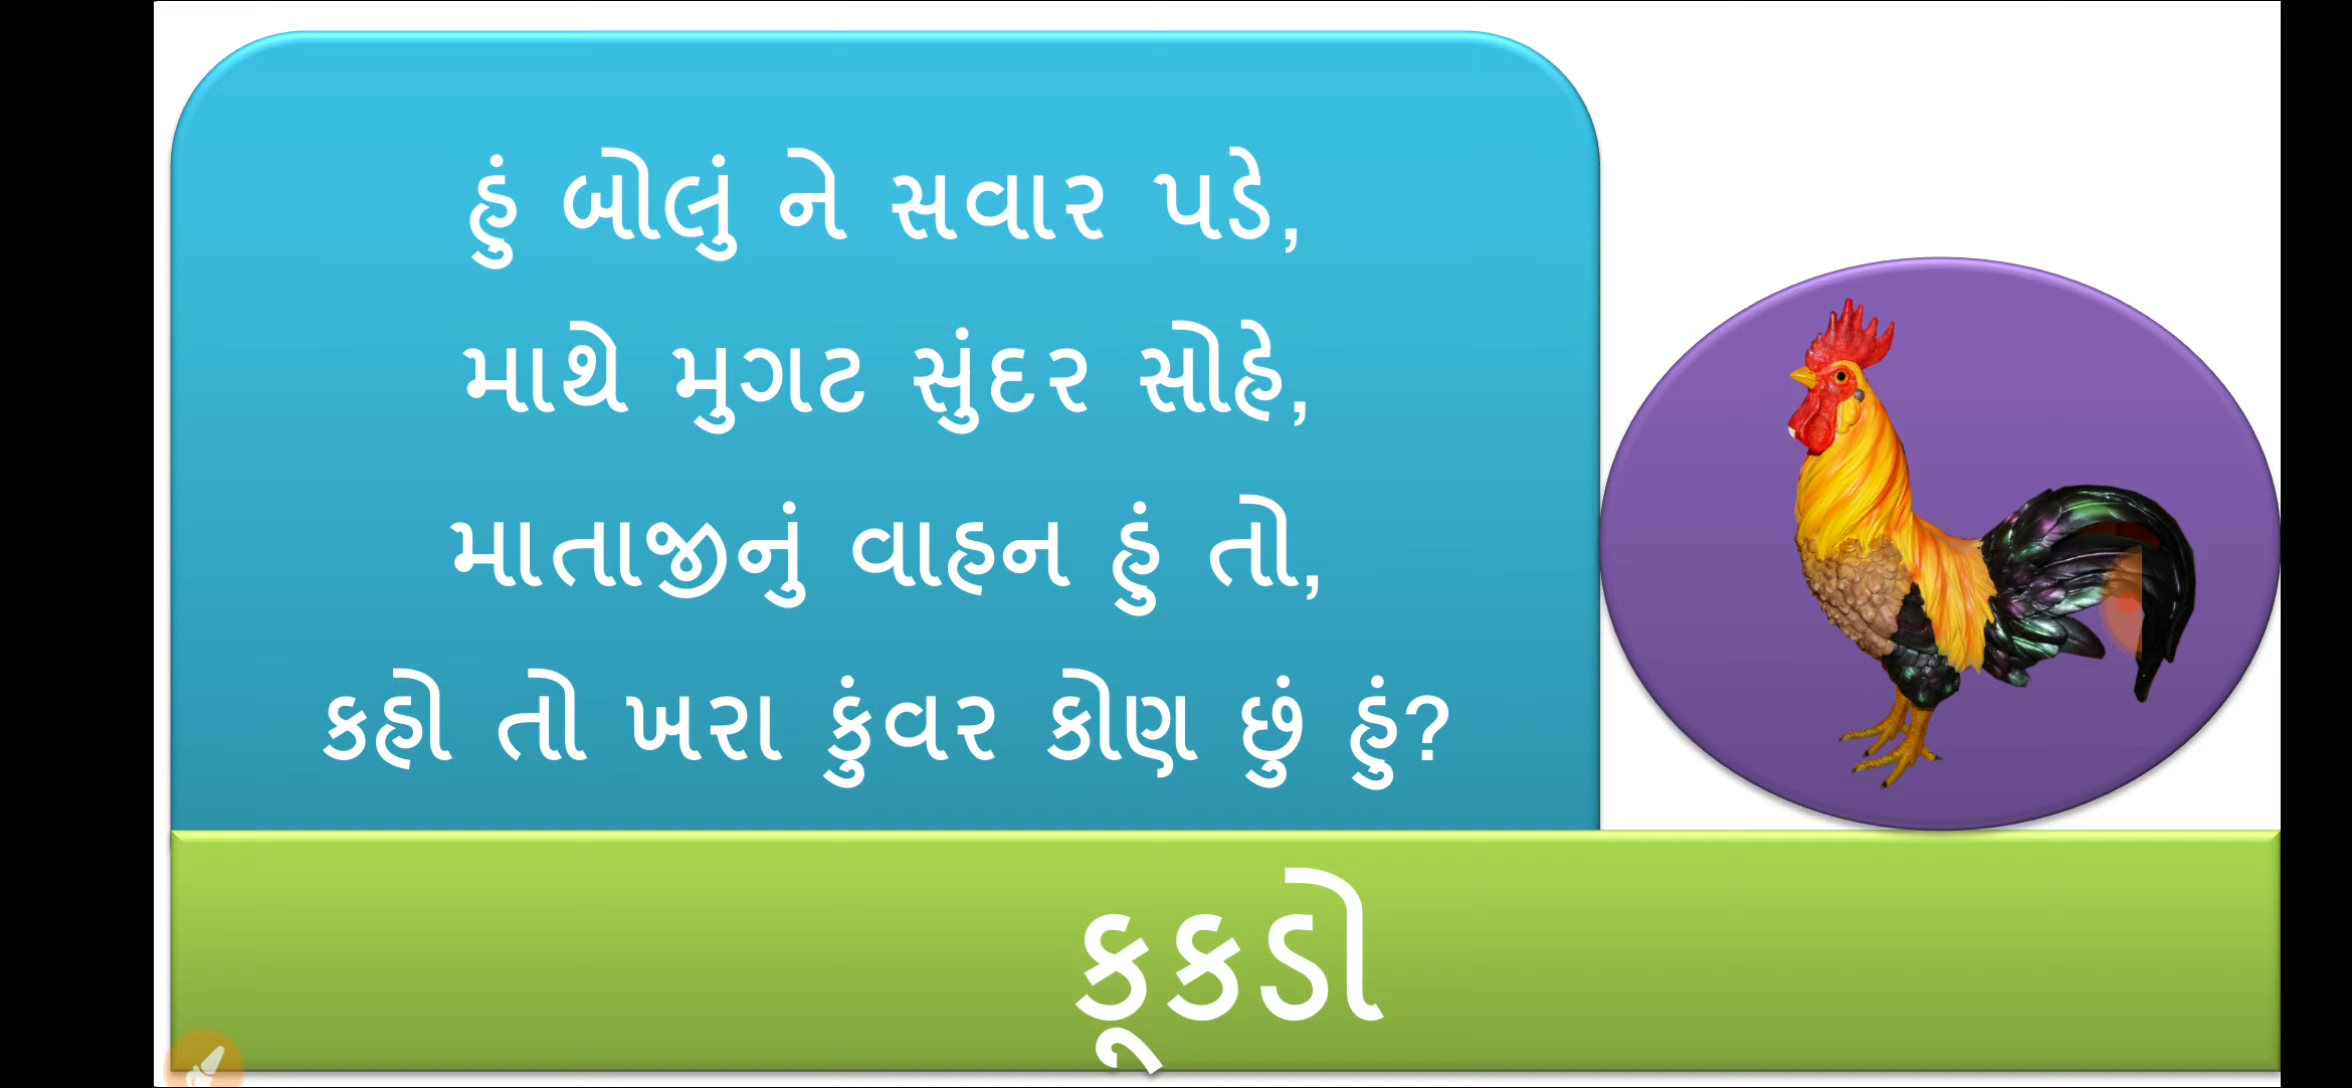 હું બોલું ને સવાર પડે,
માથે મુગટ સુંદર સોહે,
માતાજીનું વાહન હું તો,
કહો તો ખરા કુંવર કોણ છું હું?
કૂકડો